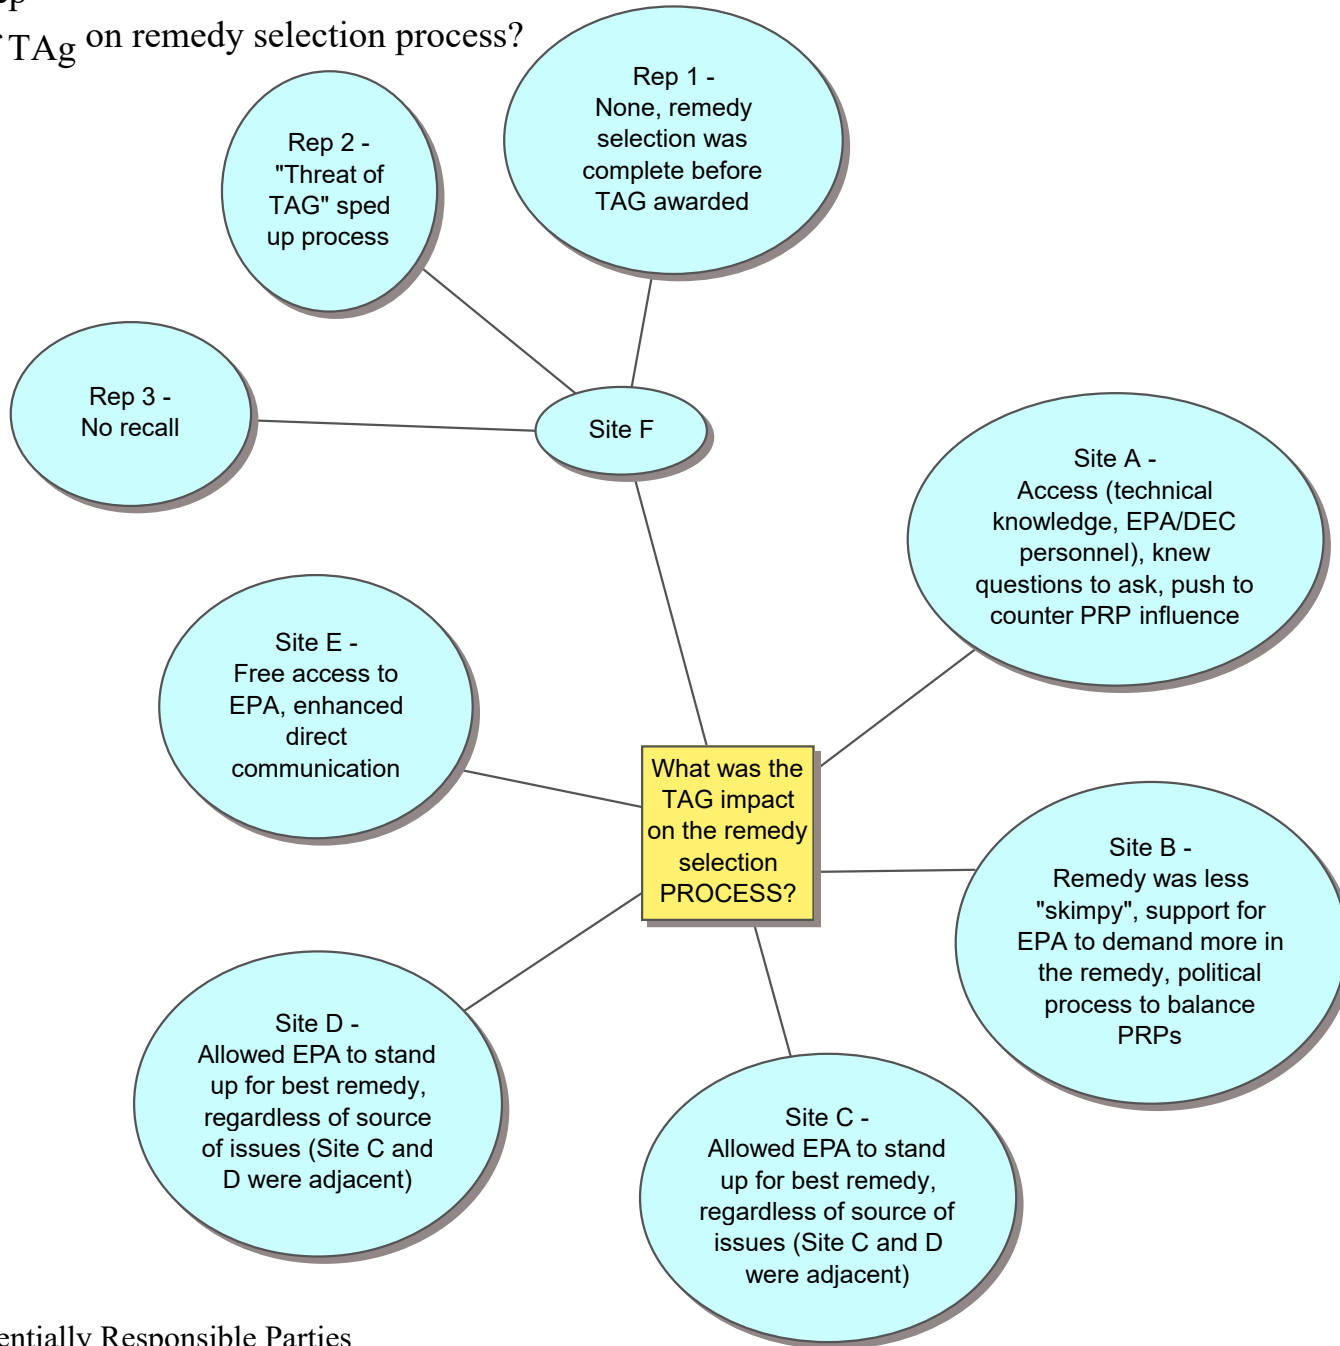 TAg on remedy selection process?
Rep 1 -
None, remedy
selection was
complete before
TAG awarded
Rep 2 -
"Threat of
TAG" sped
up process
Rep 3 -
No recall
Site F
Site A -
Access (technical
knowledge, EPA/DEC
personnel), knew
questions to ask, push to
counter PRP influence
Site E -
Free access to
EPA, enhanced
direct
communication
What was the
TAG impact
on the remedy
selection
PROCESS?
Site B -
Remedy was less
"skimpy", support for
EPA to demand more in
the remedy, political
process to balance
PRPs
Site D -
Allowed EPA to stand
up for best remedy,
regardless of source
of issues (Site C and
D were adjacent)
Site C -
Allowed EPA to stand
up for best remedy,
regardless of source of
issues (Site C and D
were adjacent)
entially Responsible Parties